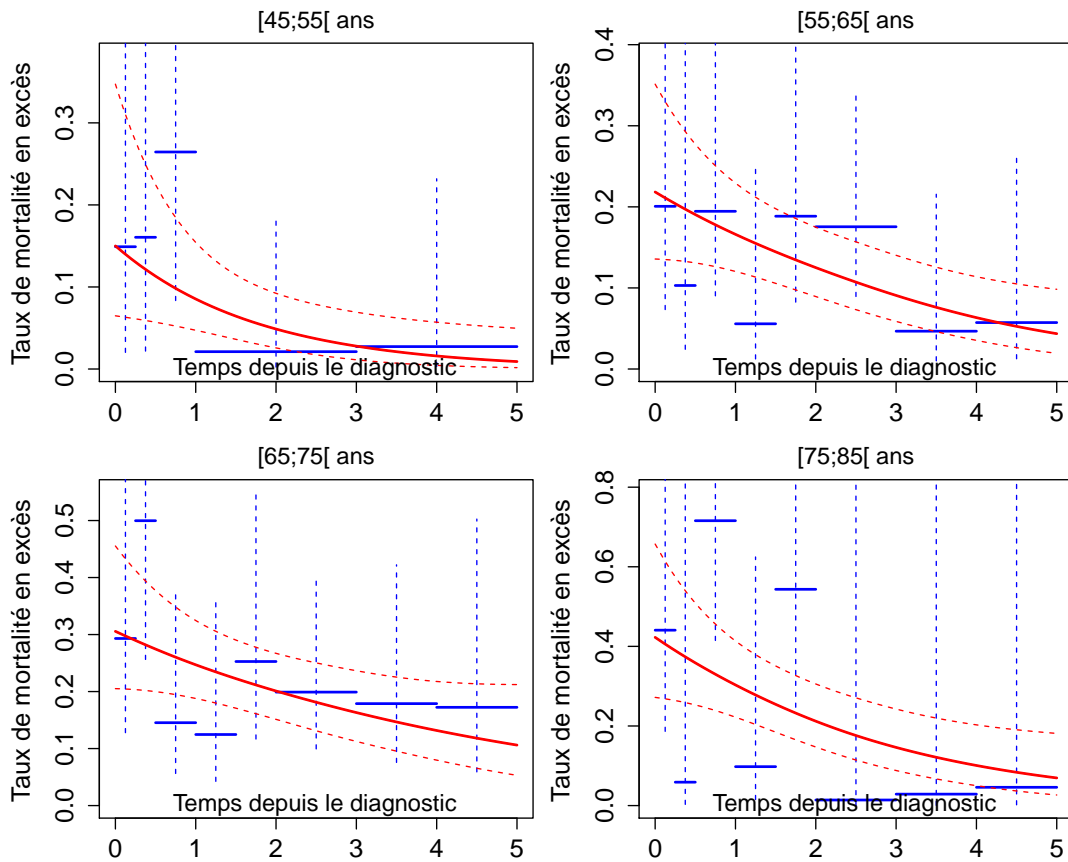 [45;55[ ans
Taux de mortalité en excès
0.0 0.1 0.2 0.3
Temps depuis le diagnostic
0 1 2 3 4 5
[55;65[ ans
Taux de mortalité en excès
0.0 0.1 0.2 0.3 0.4
Temps depuis le diagnostic
0 1 2 3 4 5
[65;75[ ans
Taux de mortalité en excès
0.0 0.1 0.2 0.3 0.4 0.5
Temps depuis le diagnostic
0 1 2 3 4 5
[75;85[ ans
Taux de mortalité en excès
0.0 0.2 0.4 0.6 0.8
Temps depuis le diagnostic
0 1 2 3 4 5